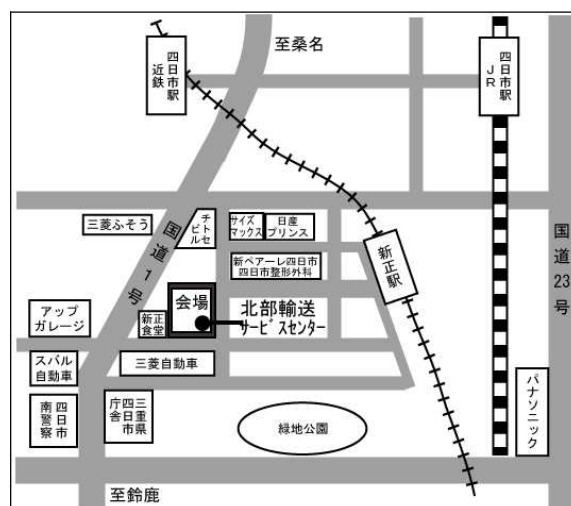 至桑名
近鉄
四日市駅
JR
四日市駅
三菱ふそう
チビトルセ
サイズ
マックス
日産
プリンス
国道1号
新ペアーレ四日市
四日市整形外科
新正駅
国道23号
会場
北部輸送
サービスセンター
アップ
ガレージ
新正
食堂
スバル
自動車
三菱自動車
四日市
南警察
三重県
四日市
庁舎
緑地公園
パナソニック
至鈴鹿